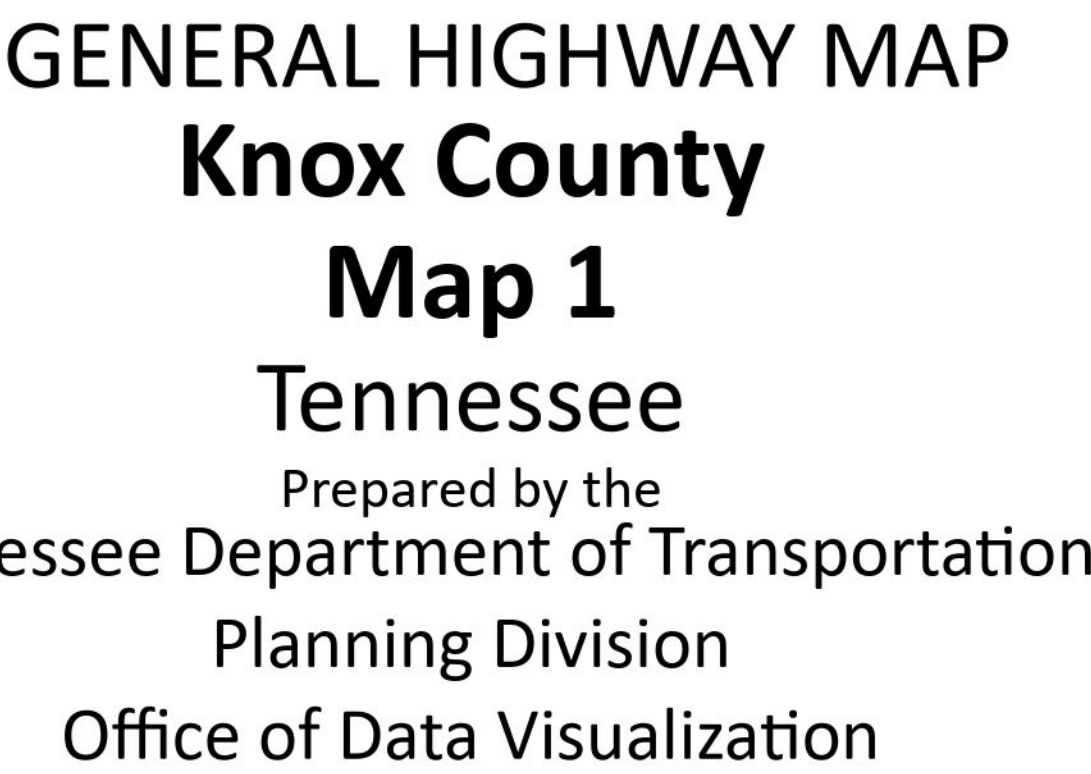 GENERAL HIGHWAY MAP
Knox County
Map 1
Tennessee
Prepared by the
essee Department of Transportation
Planning Division
Office of Data Visualization